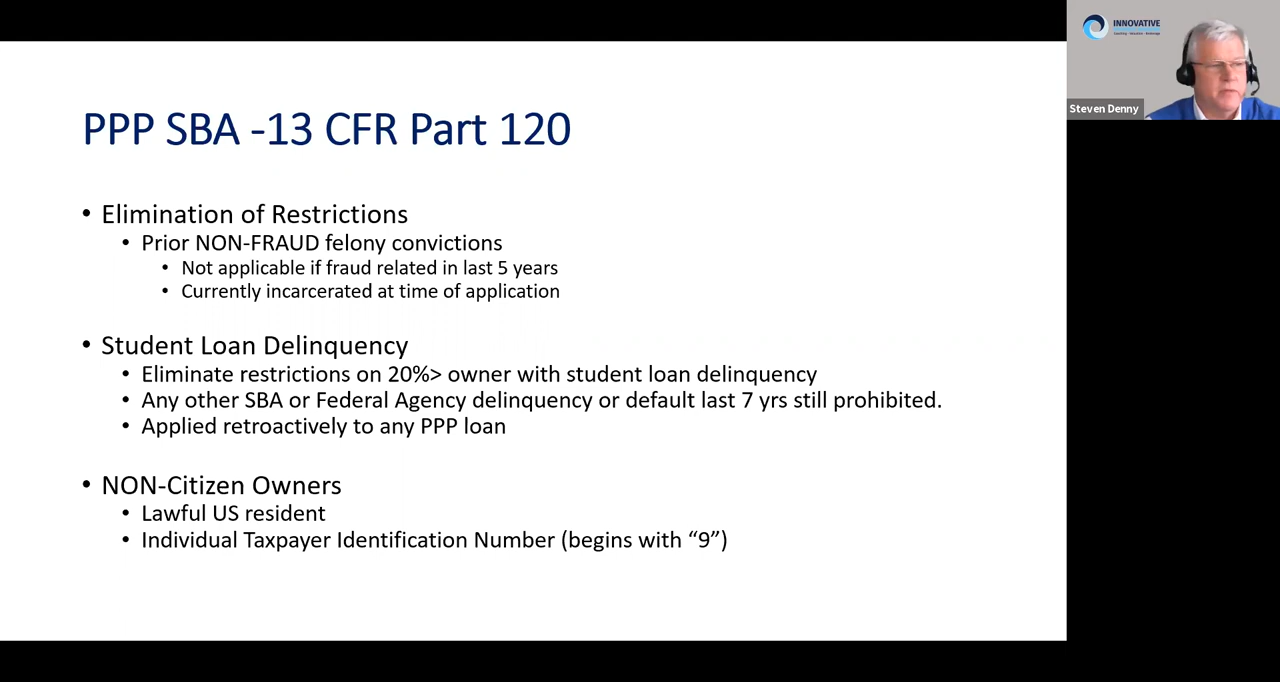 PPP SBA -13 CFR Part 120
• Elimination of Restrictions
• Prior NON-FRAUD felony convictions
• Not applicable if fraud related in last 5 years
• Currently incarcerated at time of application
• Student Loan Delinquency
• Eliminate restrictions on 20%> owner with student loan delinquency
• Any other SBA or Federal Agency delinquency or default last 7 yrs still prohibited.
• Applied retroactively to any PPP loan
• NON-Citizen Owners
• Lawful US resident
• Individual Taxpayer Identification Number (begins with “9”)
INNOVATIVE
Steven Denny